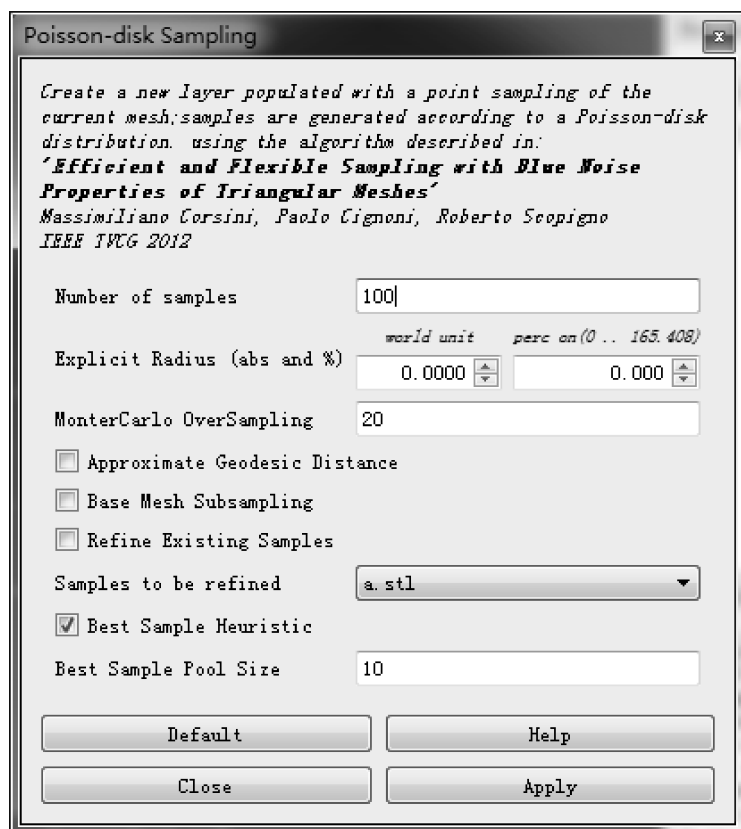 Poisson-disk Sampling
x
Create a new layer populated with a point sampling of the
current mesh;samples are generated according to a Poisson-disk
distribution. using the algorithm described in:
'Efficient and Flexible Sampling with Blue Noise
Properties of Triangular Meshes'
Massimiliano Corsini, Paolo Cignoni, Roberto Scopigno
IEEE TVCG 2012
Number of samples 100
world unit perc on(0 .. 165.408)
Explicit Radius (abs and %) 0.0000 0.000
MonterCarlo OverSampling 20
Approximate Geodesic Distance
Base Mesh Subsampling
Refine Existing Samples
Samples to be refined a.stl
Best Sample Heuristic
Best Sample Pool Size 10
Default Help
Close Apply